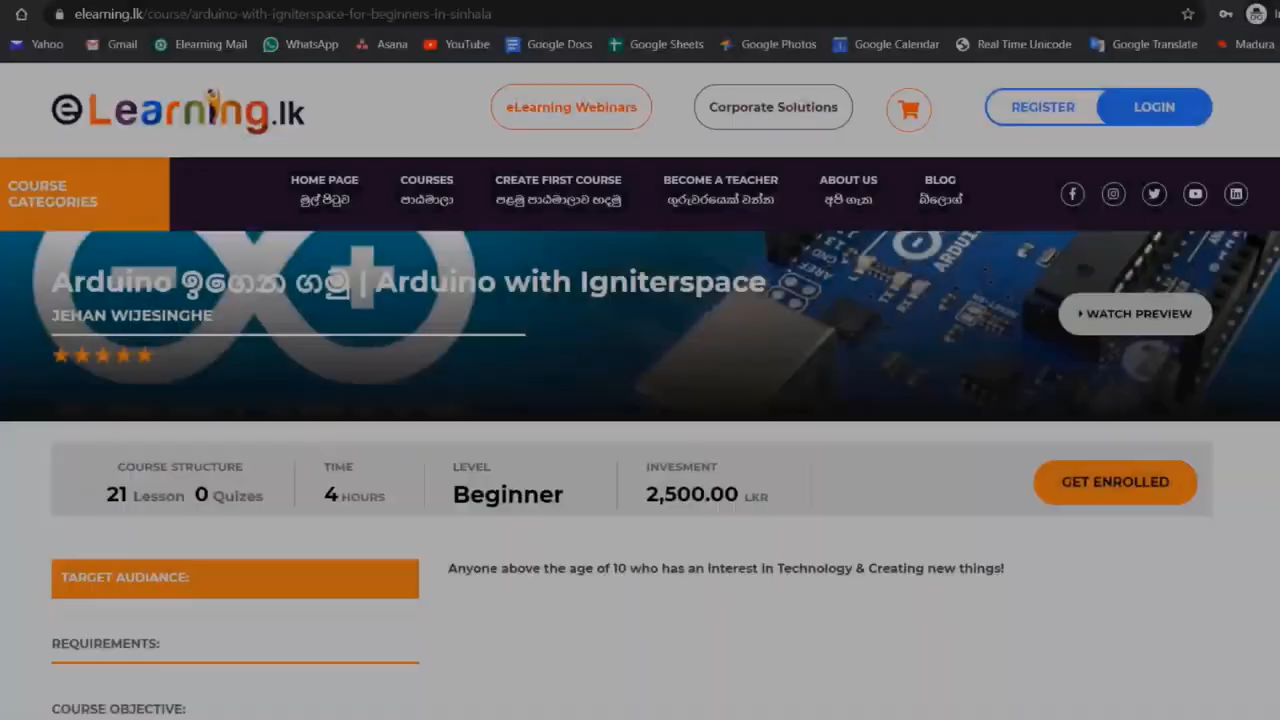 elearning.lk/course/arduino-with-igniterspace-for-beginners-in-sinhala
Yahoo Gmail Elearning Mail WhatsApp Asana YouTube Google Docs Google Sheets Google Photos Google Calendar Real Time Unicode Google Translate Madura
eLearning.lk
eLearning Webinars
Corporate Solutions
REGISTER LOGIN
COURSE
CATEGORIES
HOME PAGE
මුල් පිටුව
COURSES
පාඨමාලා
CREATE FIRST COURSE
පළමු පාඨමාලාව හදමු
BECOME A TEACHER
ගුරුවරයෙක් වන්න
ABOUT US
අපි ගැන
BLOG
බ්ලොග්
Arduino ඉගෙන ගමු | Arduino with Igniterspace
JEHAN WIJESINGHE
WATCH PREVIEW
AREF
GND
TX
RX
COURSE STRUCTURE
21 Lesson 0 Quizes
TIME
4 HOURS
LEVEL
Beginner
INVESMENT
2,500.00 LKR
GET ENROLLED
TARGET AUDIANCE:
Anyone above the age of 10 who has an interest in Technology & Creating new things!
REQUIREMENTS:
COURSE OBJECTIVE: